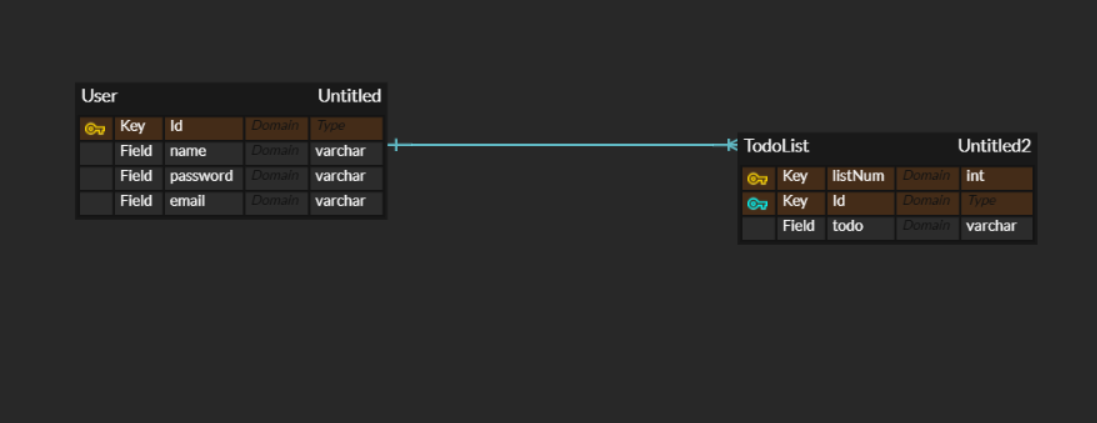 User Untitled
Key Id Domain Type
Field name Domain varchar
Field password Domain varchar
Field email Domain varchar
TodoList Untitled2
Key listNum Domain int
Key Id Domain Type
Field todo Domain varchar